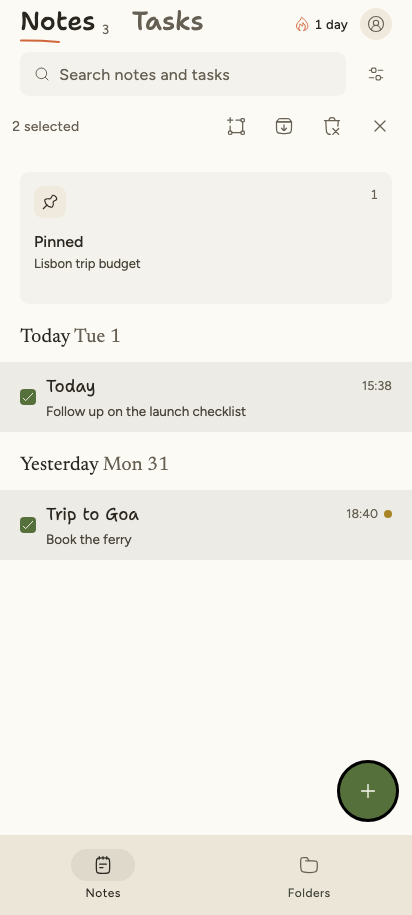 Notes 3 Tasks 1 day
Search notes and tasks
2 selected
1
Pinned
Lisbon trip budget
Today Tue 1
Today 15:38
Follow up on the launch checklist
Yesterday Mon 31
Trip to Goa 18:40
Book the ferry
Notes Folders